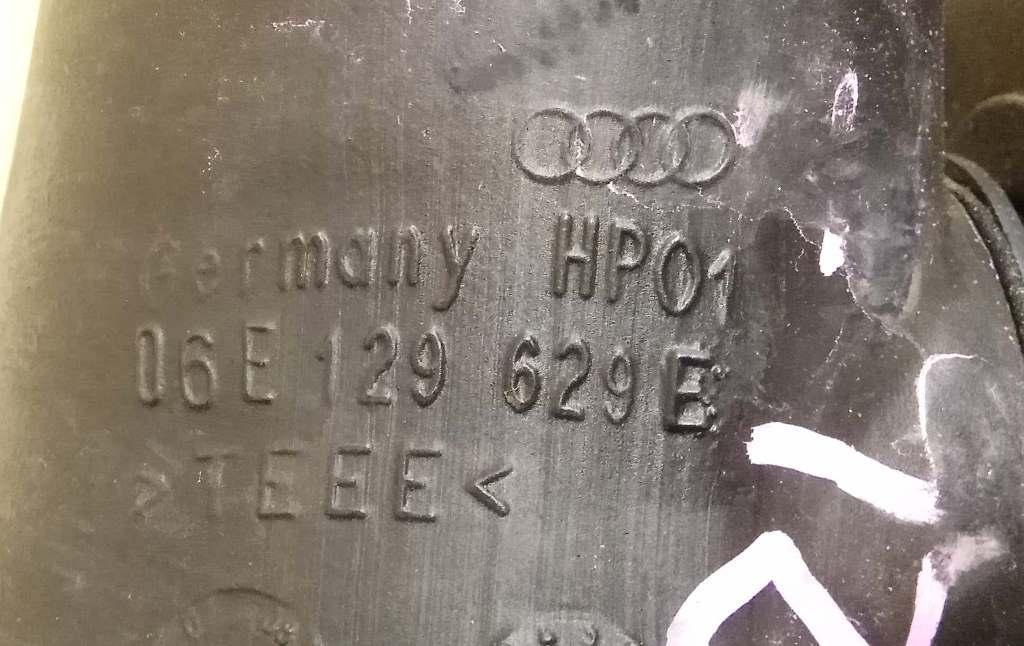 Germany HP01
06E 129 629 E
>TEEE<